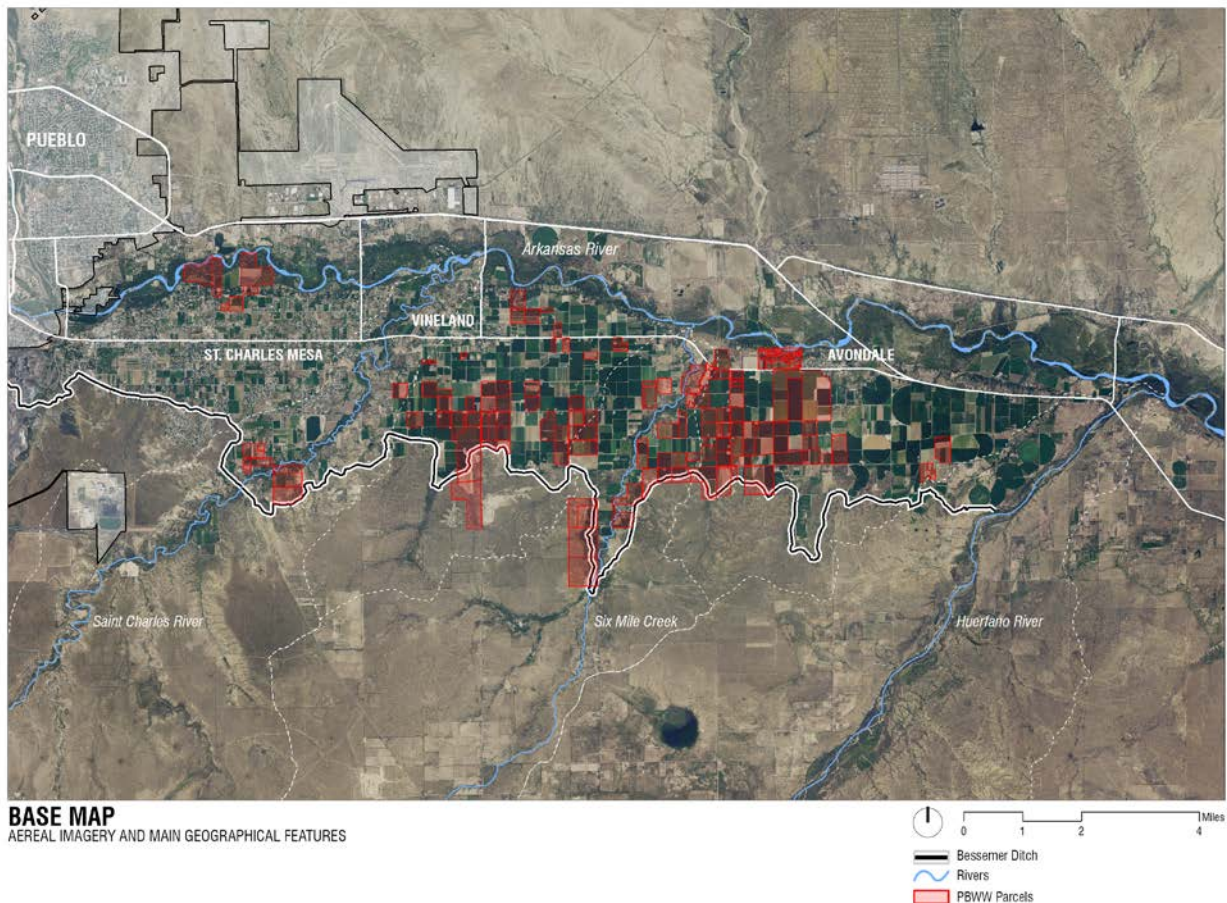 PUEBLO
Arkansas River
VINELAND
ST. CHARLES MESA
AVONDALE
Saint Charles River
Six Mile Creek
Huerfano River
BASE MAP
AEREAL IMAGERY AND MAIN GEOGRAPHICAL FEATURES
Miles
0 1 2 4
Bessemer Ditch
Rivers
PBWW Parcels